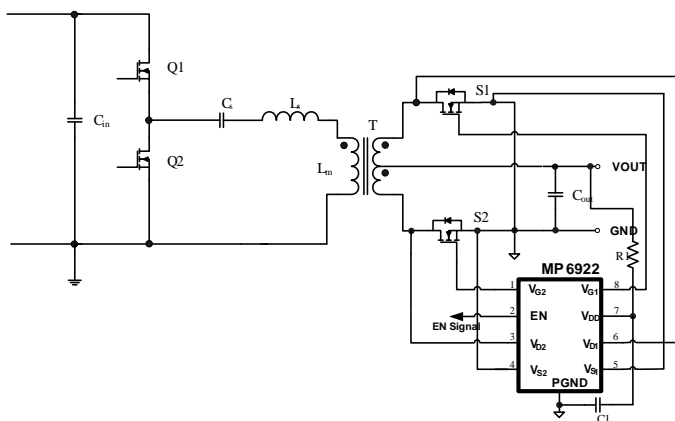 Q1
S1
Cs
Ls
T
Cin
Lm
VOUT
Q2
Cout
S2
GND
R1
MP6922
1 VG2 VG1 8
2 EN VDD 7
EN Signal
3 VD2 VD1 6
4 VS2 VS1 5
PGND
C1